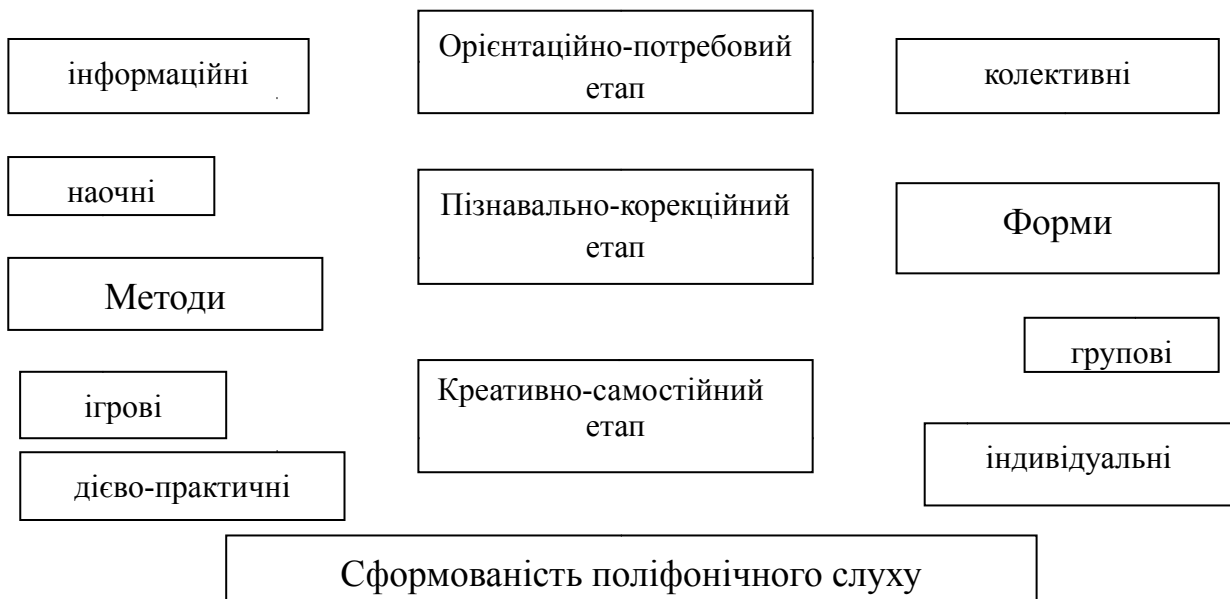 інформаційні
Орієнтаційно-потребовий
етап
колективні
наочні
Пізнавально-корекційний
етап
Форми
Методи
групові
ігрові
Креативно-самостійний
етап
індивідуальні
дієво-практичні
Сформованість поліфонічного слуху